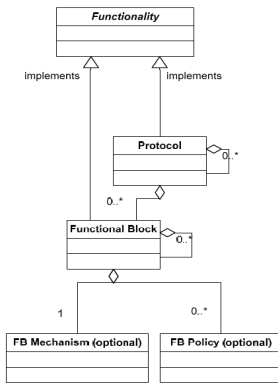 Functionality
implements
implements
Protocol
0..*
0..*
Functional Block
0..*
1
0..*
FB Mechanism (optional)
FB Policy (optional)